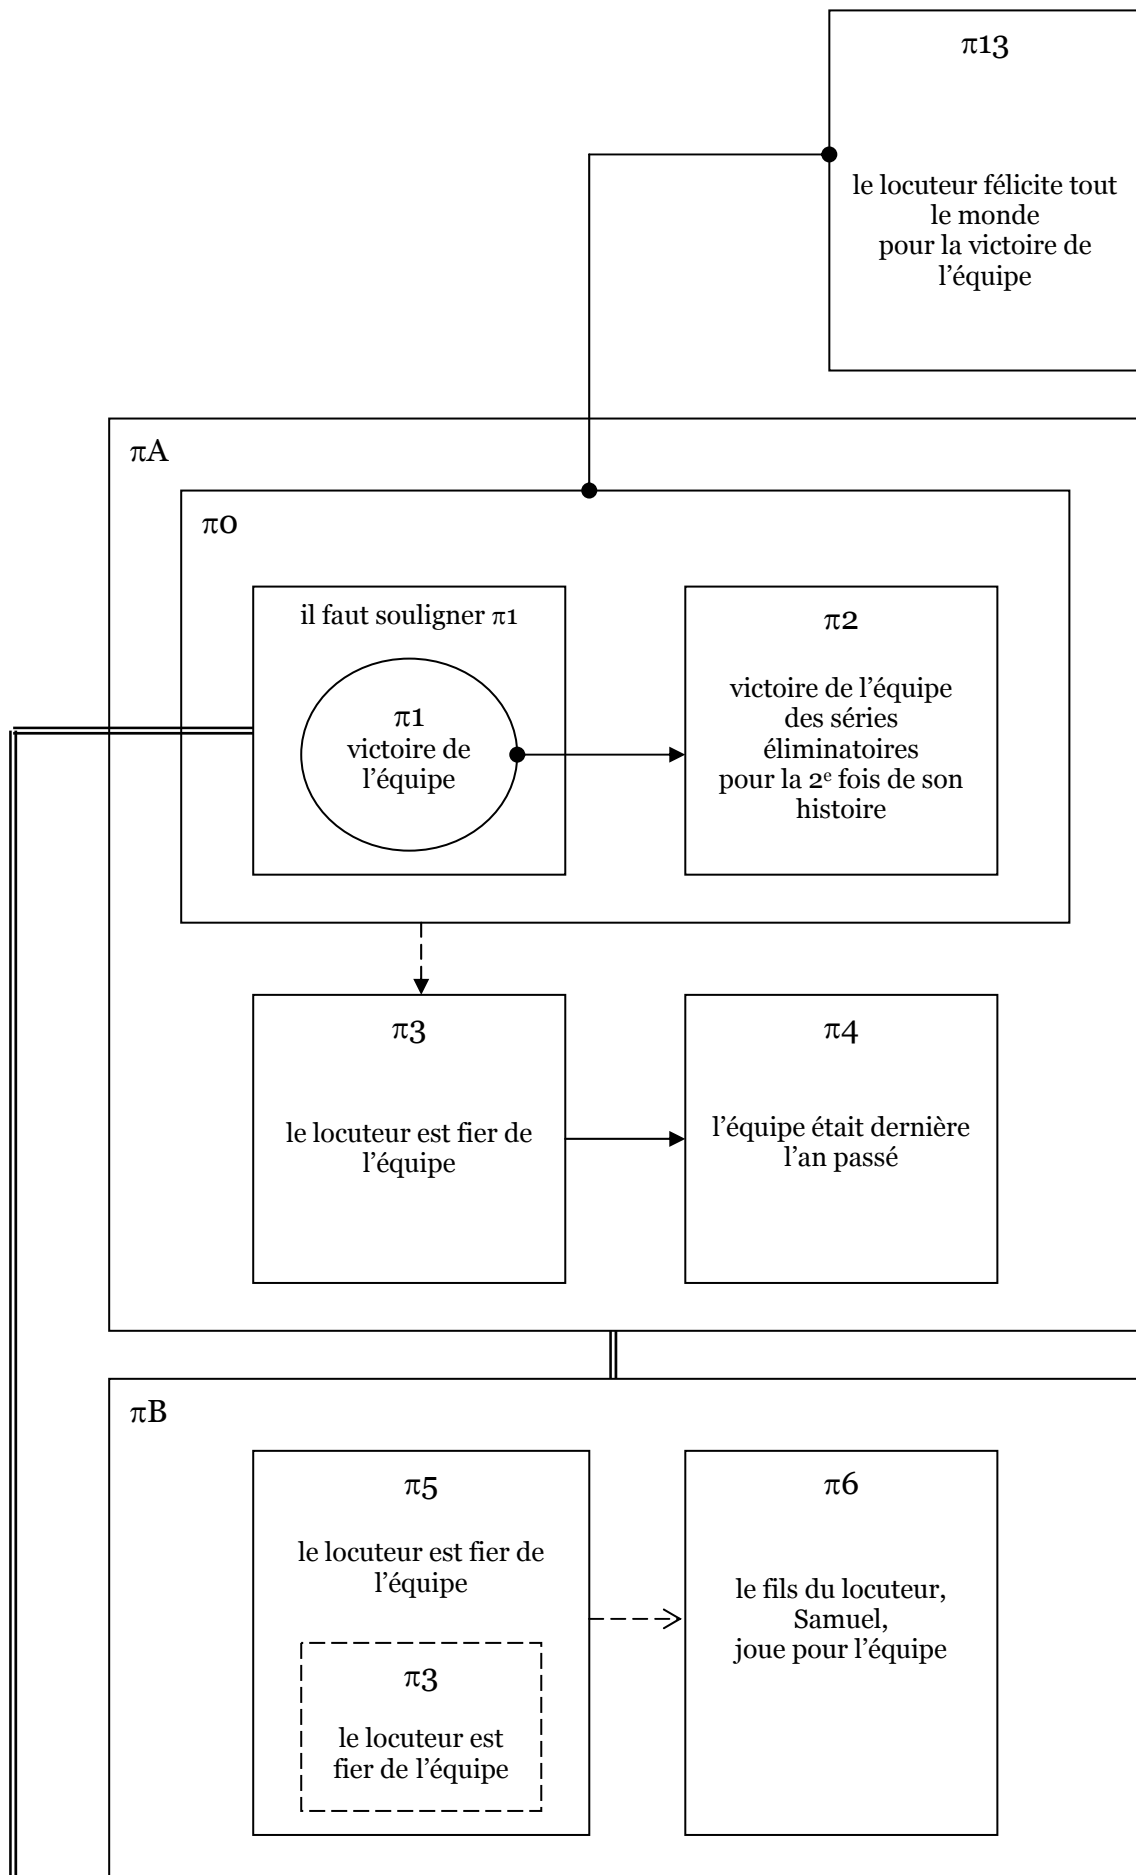 π13
le locuteur félicite tout
le monde
pour la victoire de
l’équipe
πA
π0
il faut souligner π1
π1
victoire de
l’équipe
π2
victoire de l’équipe
des séries
éliminatoires
pour la 2e fois de son
histoire
π3
le locuteur est fier de
l’équipe
π4
l’équipe était dernière
l’an passé
πB
π5
le locuteur est fier de
l’équipe
π3
le locuteur est
fier de l’équipe
π6
le fils du locuteur,
Samuel,
joue pour l’équipe